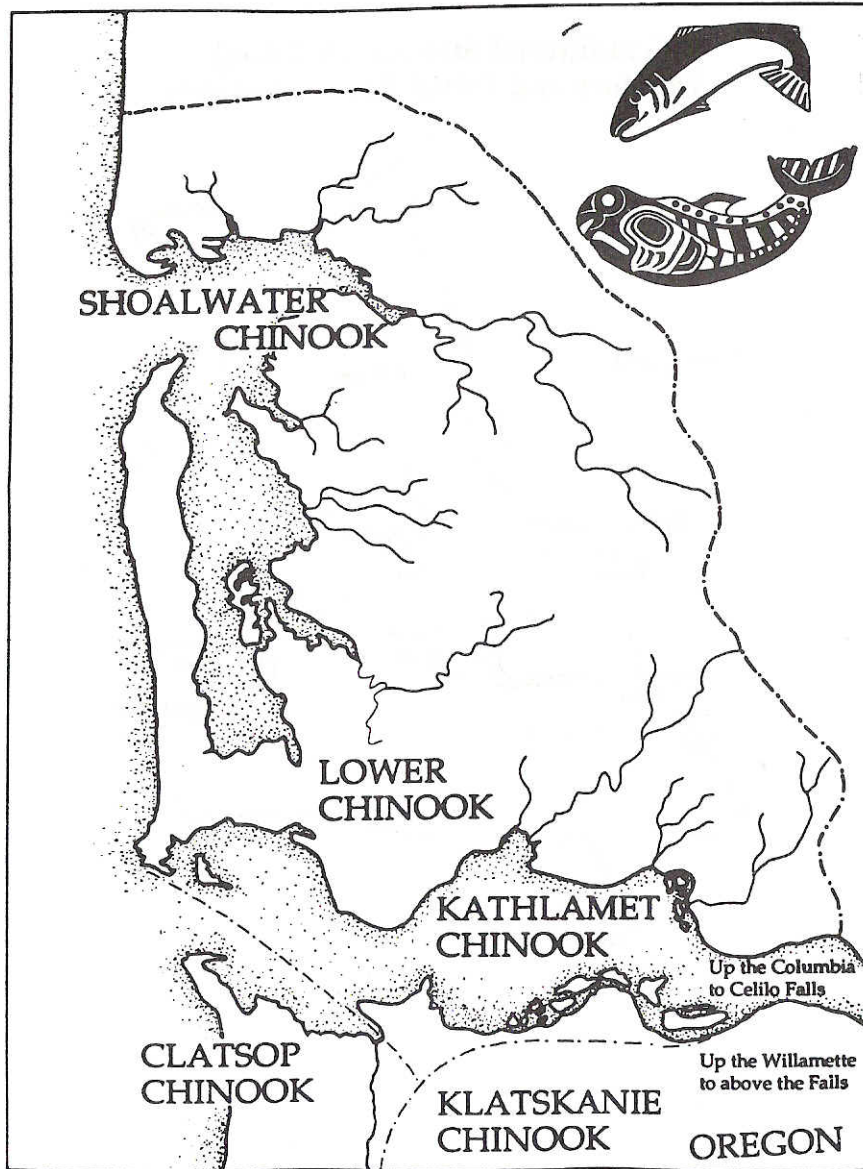 SHOALWATER
CHINOOK
LOWER
CHINOOK
KATHLAMET
CHINOOK
Up the Columbia
to Celilo Falls
CLATSOP
CHINOOK
Up the Willamette
to above the Falls
KLATSKANIE
CHINOOK
OREGON